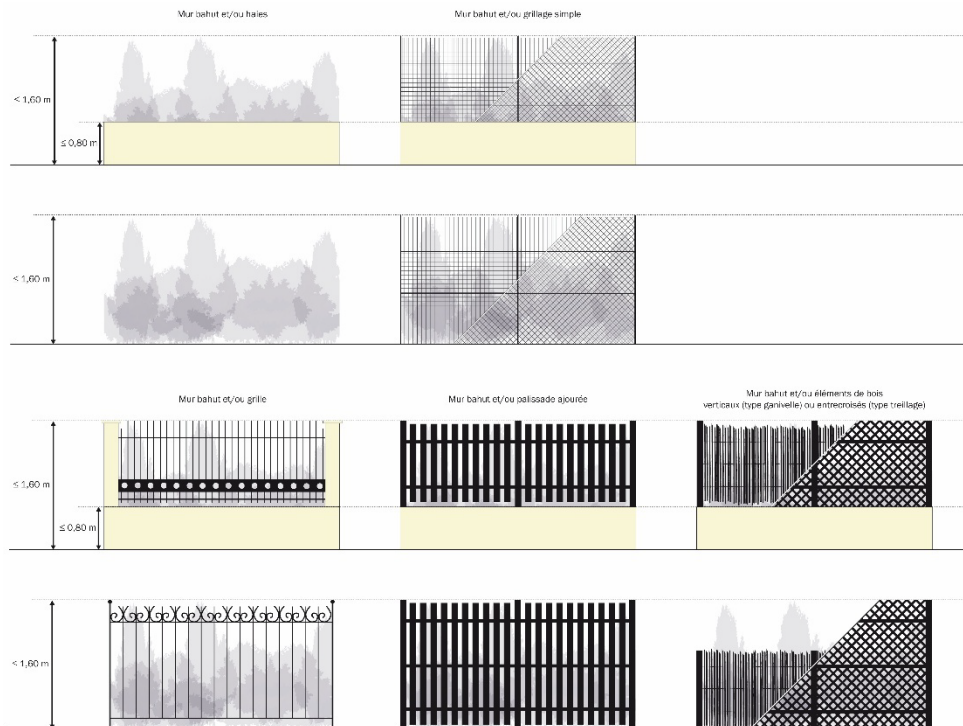 Mur bahut et/ou haies
Mur bahut et/ou grillage simple
< 1,60 m
≤ 0,80 m
< 1,60 m
Mur bahut et/ou grille
Mur bahut et/ou palissade ajourée
Mur bahut et/ou éléments de bois
verticaux (type ganivelle) ou entrecroisés (type treillage)
≤ 1,60 m
≤ 0,80 m
< 1,60 m